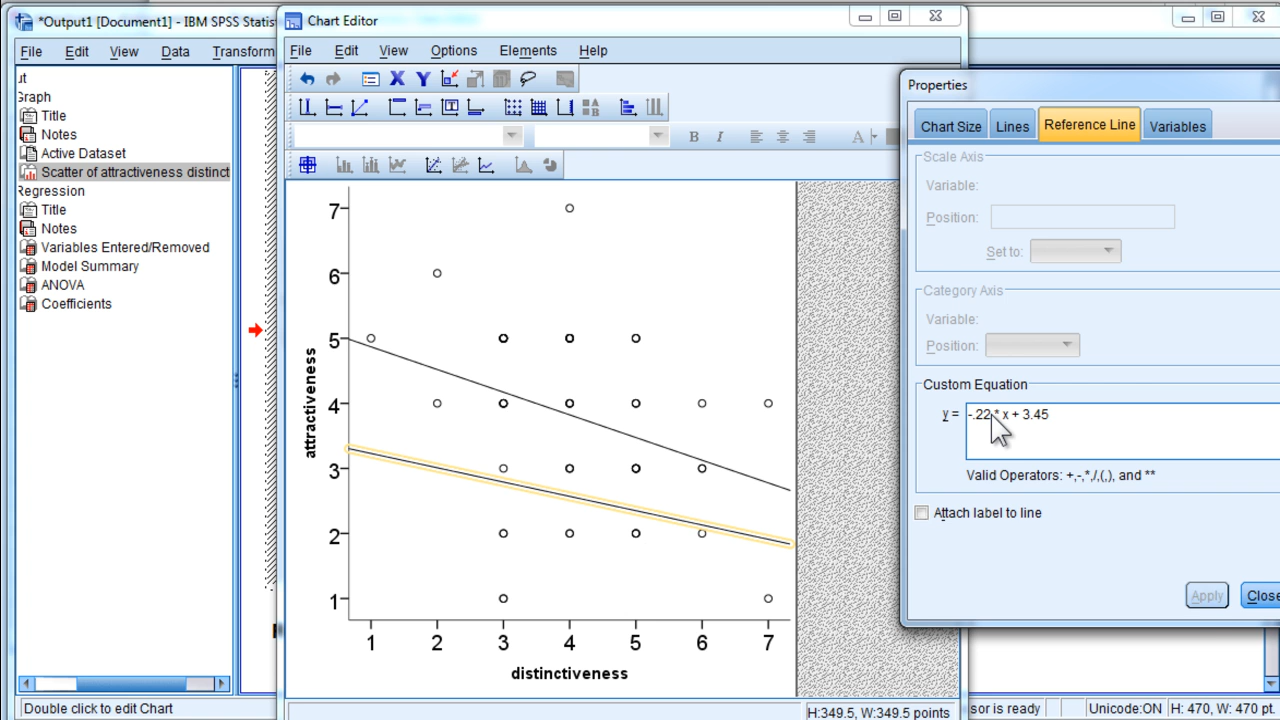 *Output1 [Document1] - IBM SPSS Statist
File Edit View Data Transform
ut
Graph
Title
Notes
Active Dataset
Scatter of attractiveness distinct
Regression
Title
Notes
Variables Entered/Removed
Model Summary
ANOVA
Coefficients
Double click to edit Chart
Chart Editor
File Edit View Options Elements Help
X Y
B I A
7
6
5
4
3
2
1
attractiveness
1 2 3 4 5 6 7
distinctiveness
H:349.5, W:349.5 points
Properties
Chart Size Lines Reference Line Variables
Scale Axis
Variable:
Position:
Set to:
Category Axis
Variable:
Position:
Custom Equation
y = -.22 * x + 3.45
Valid Operators: +,-,*,/,(,), and **
Attach label to line
Apply Close
sor is ready Unicode:ON H: 470, W: 470 pt.